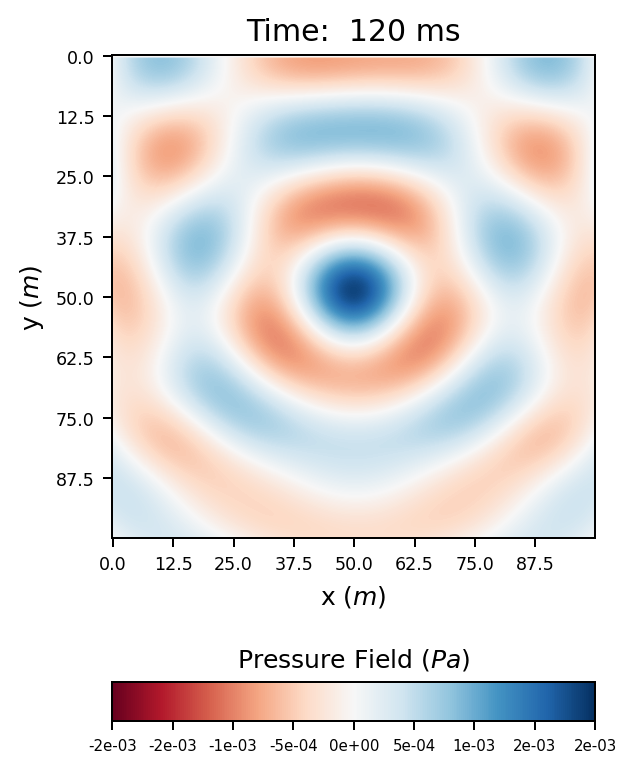 Time:  120 ms
0.0
12.5
25.0
37.5
50.0
62.5
75.0
87.5
y (m)
0.0 12.5 25.0 37.5 50.0 62.5 75.0 87.5
x (m)
Pressure Field (Pa)
-2e-03 -2e-03 -1e-03 -5e-04 0e+00 5e-04 1e-03 2e-03 2e-03